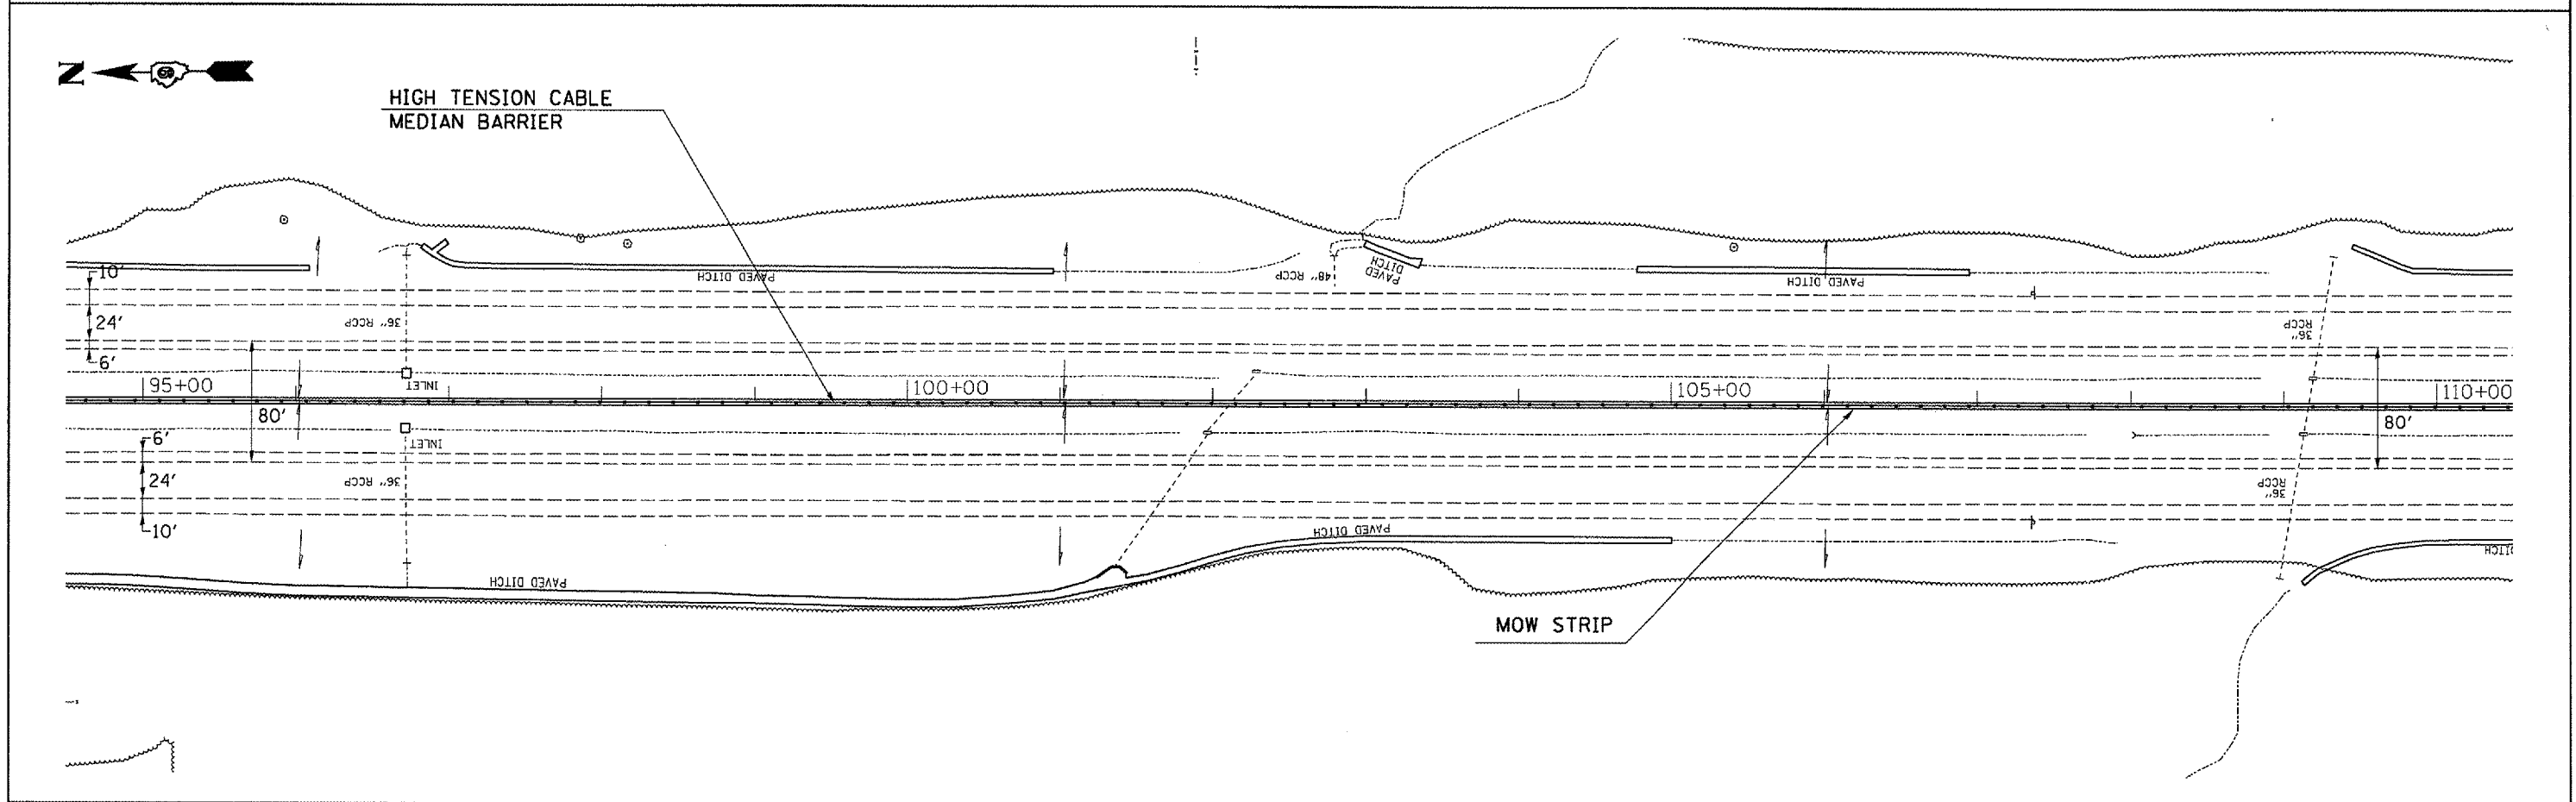 N
HIGH TENSION CABLE
MEDIAN BARRIER
10'
24'
6'
36" RCCP
PAVED DITCH
48" RCCP
PAVED
DITCH
PAVED DITCH
36"
RCCP
95+00
INLET
100+00
105+00
110+00
80'
80'
6'
24'
10'
INLET
36" RCCP
36"
RCCP
PAVED DITCH
PAVED DITCH
MOW STRIP